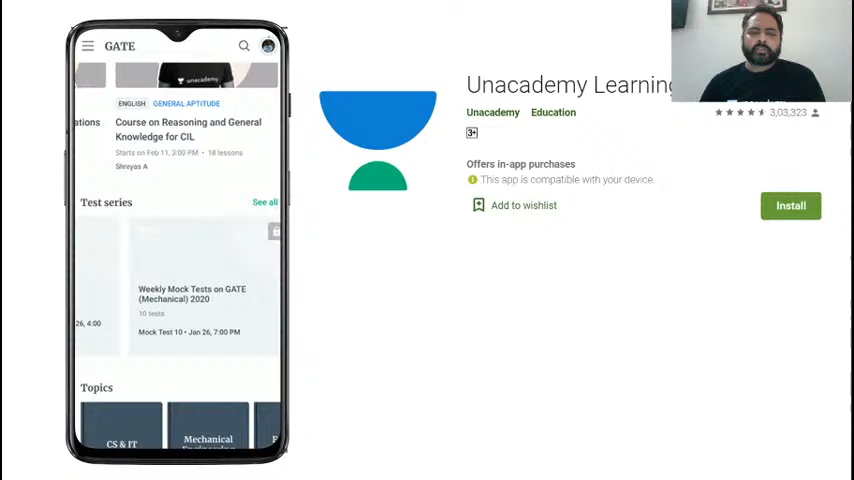 GATE
unacademy
ENGLISH GENERAL APTITUDE
ations
Course on Reasoning and General
Knowledge for CIL
Starts on Feb 11, 3:00 PM • 18 lessons
Shreyas A
Test series
See all
Weekly Mock Tests on GATE
(Mechanical) 2020
10 tests
26, 4:00
Mock Test 10 • Jan 26, 7:00 PM
Topics
CS & IT
Mechanical
Engineering
Unacademy Learning
Unacademy Education
3,03,323
3+
Offers in-app purchases
This app is compatible with your device.
Add to wishlist
Install